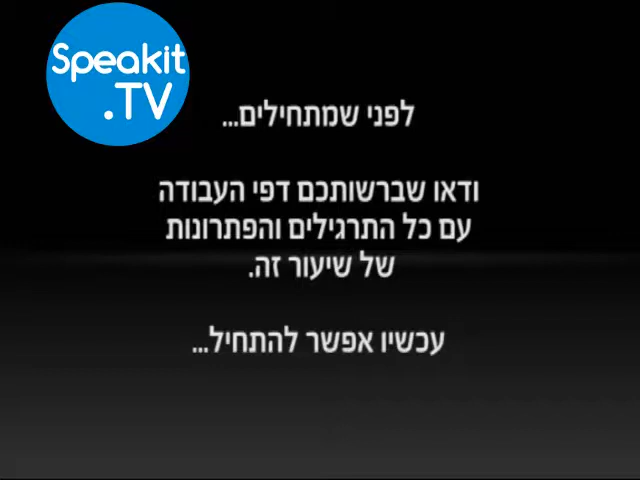 Speakit
.TV
לפני שמתחילים...
ודאו שברשותכם דפי העבודה
עם כל התרגילים והפתרונות
של שיעור זה.
עכשיו אפשר להתחיל...